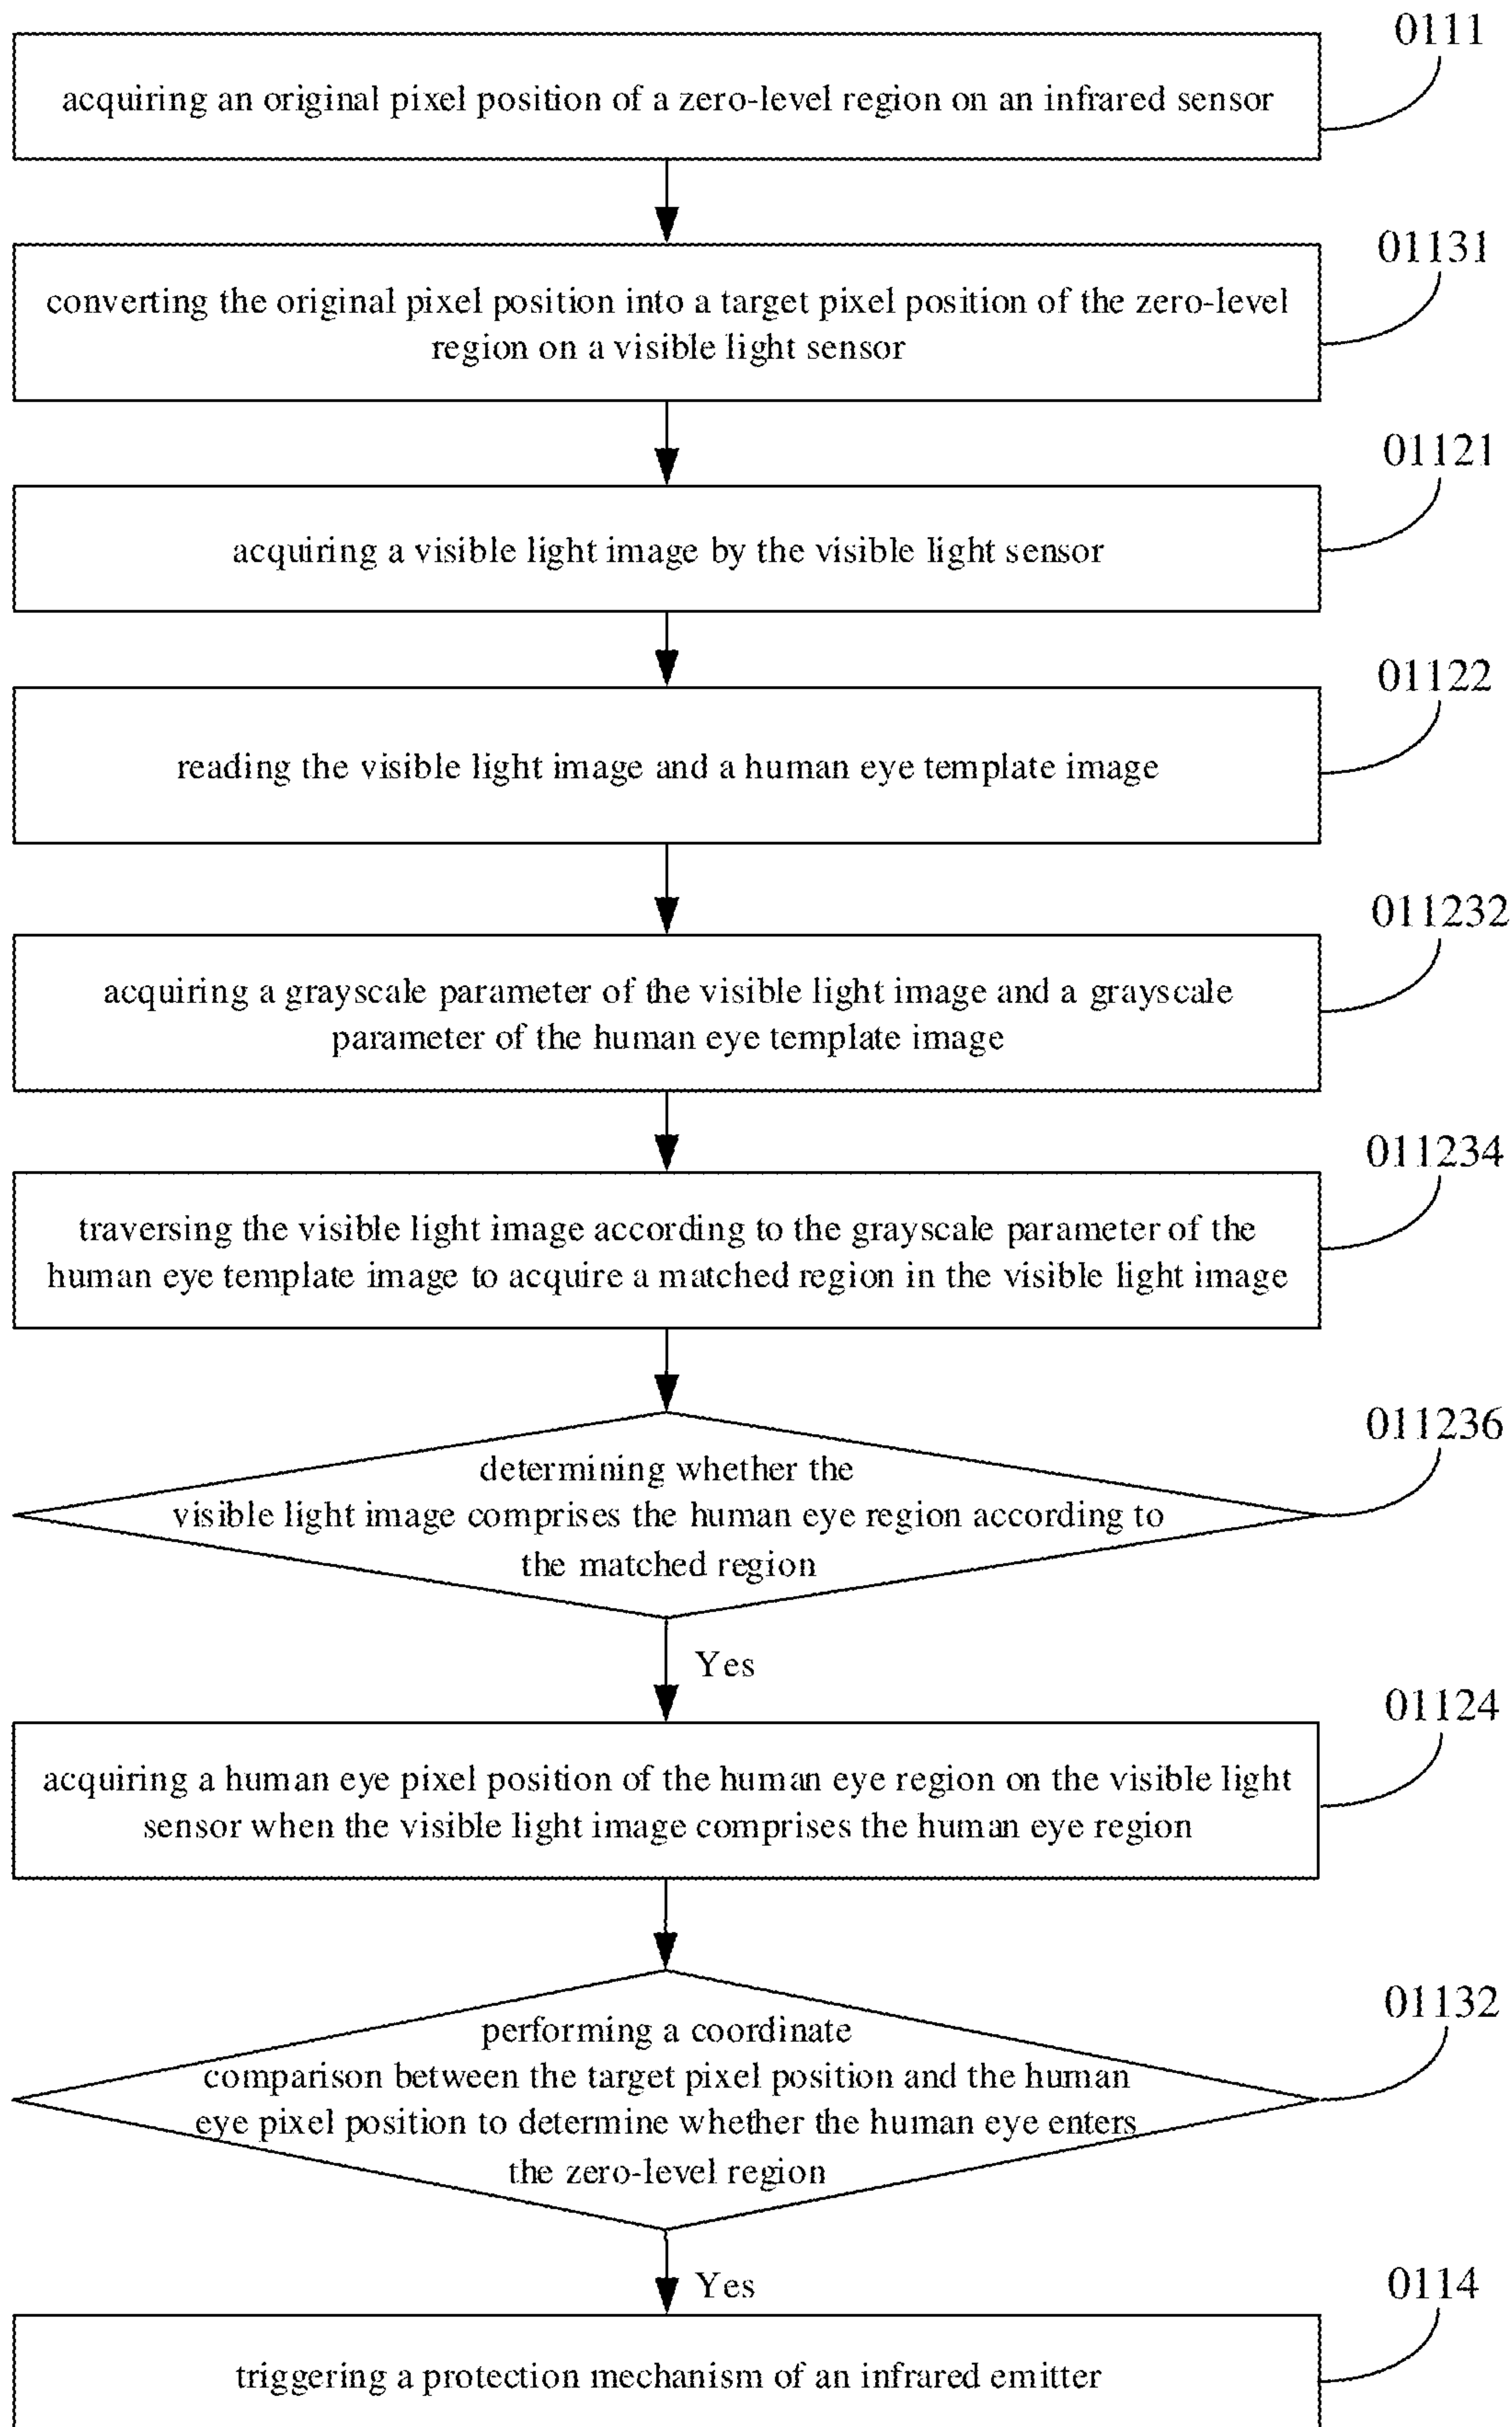 0111
acquiring an original pixel position of a zero-level region on an infrared sensor
01131
converting the original pixel position into a target pixel position of the zero-level
region on a visible light sensor
01121
acquiring a visible light image by the visible light sensor
01122
reading the visible light image and a human eye template image
011232
acquiring a grayscale parameter of the visible light image and a grayscale
parameter of the human eye template image
011234
traversing the visible light image according to the grayscale parameter of the
human eye template image to acquire a matched region in the visible light image
011236
determining whether the
visible light image comprises the human eye region according to
the matched region
Yes
01124
acquiring a human eye pixel position of the human eye region on the visible light
sensor when the visible light image comprises the human eye region
01132
performing a coordinate
comparison between the target pixel position and the human
eye pixel position to determine whether the human eye enters
the zero-level region
Yes
0114
triggering a protection mechanism of an infrared emitter